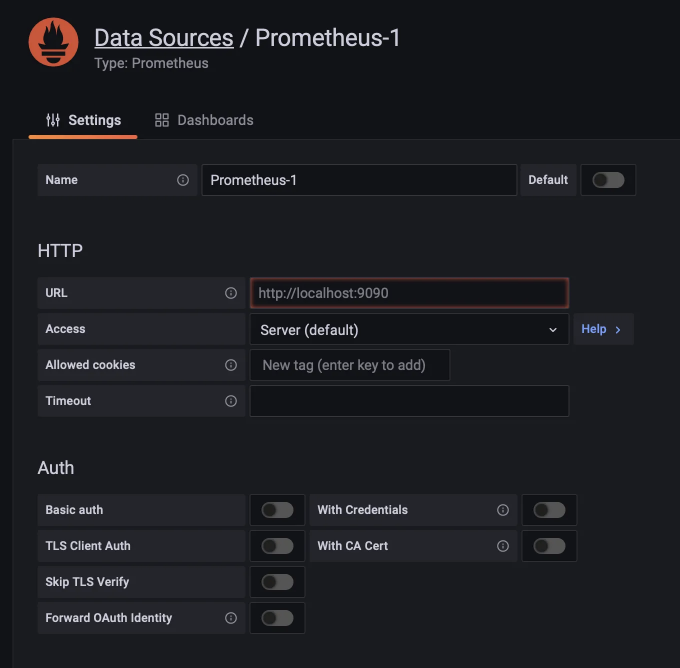 Data Sources / Prometheus-1
Type: Prometheus
Settings Dashboards
Name Prometheus-1 Default
HTTP
URL http://localhost:9090
Access Server (default) Help
Allowed cookies New tag (enter key to add)
Timeout
Auth
Basic auth With Credentials
TLS Client Auth With CA Cert
Skip TLS Verify
Forward OAuth Identity